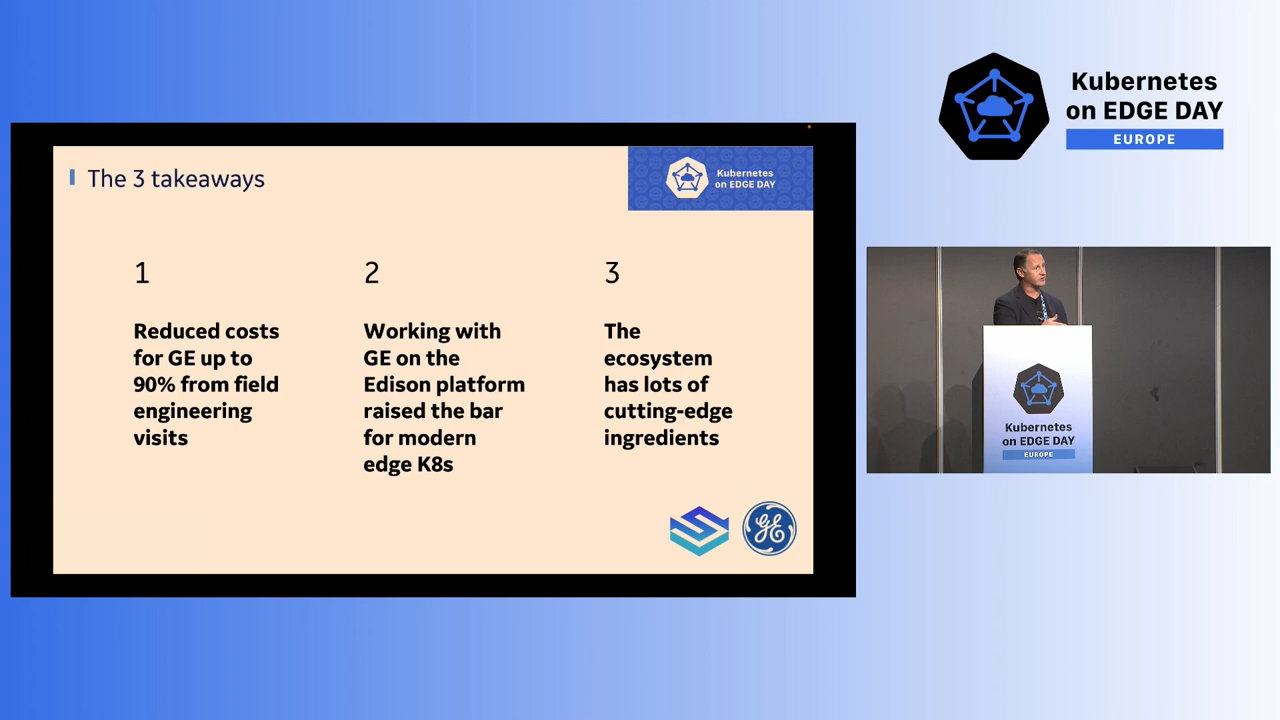 Kubernetes
on EDGE DAY
EUROPE
The 3 takeaways
Kubernetes
on EDGE DAY
1
Reduced costs
for GE up to
90% from field
engineering
visits
2
Working with
GE on the
Edison platform
raised the bar
for modern
edge K8s
3
The
ecosystem
has lots of
cutting-edge
ingredients
GE
Kubernetes
on EDGE DAY
EUROPE